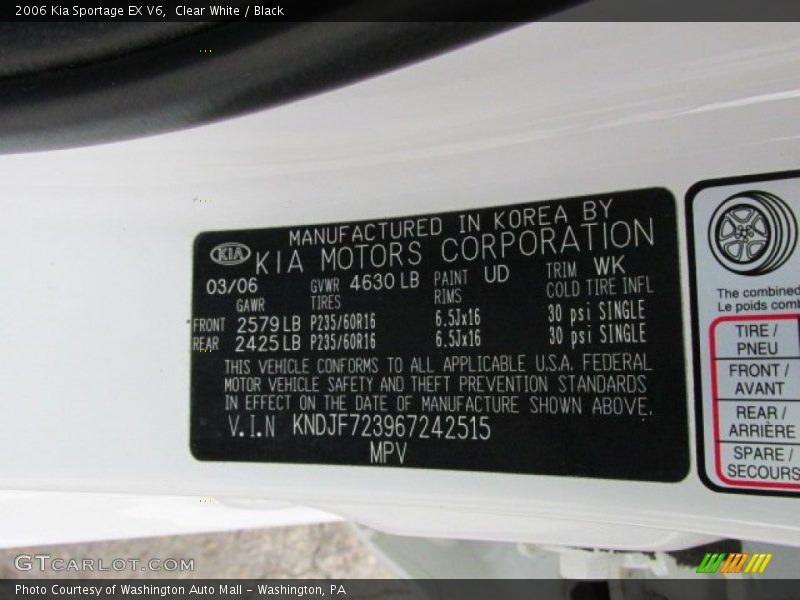 2006 Kia Sportage EX V6,  Clear White / Black
MANUFACTURED IN KOREA BY
KIA KIA MOTORS CORPORATION
03/06 GVWR 4630 LB PAINT UD TRIM WK
GAWR TIRES RIMS COLD TIRE INFL
FRONT 2579 LB P235/60R16 6.5Jx16 30 psi SINGLE
REAR 2425 LB P235/60R16 6.5Jx16 30 psi SINGLE
THIS VEHICLE CONFORMS TO ALL APPLICABLE U.S.A. FEDERAL
MOTOR VEHICLE SAFETY AND THEFT PREVENTION STANDARDS
IN EFFECT ON THE DATE OF MANUFACTURE SHOWN ABOVE.
V.I.N KNDJF723967242515
MPV
The combined
Le poids comb
TIRE /
PNEU
FRONT /
AVANT
REAR /
ARRIÈRE
SPARE /
SECOURS
GTCARLOT.COM
Photo Courtesy of Washington Auto Mall - Washington, PA